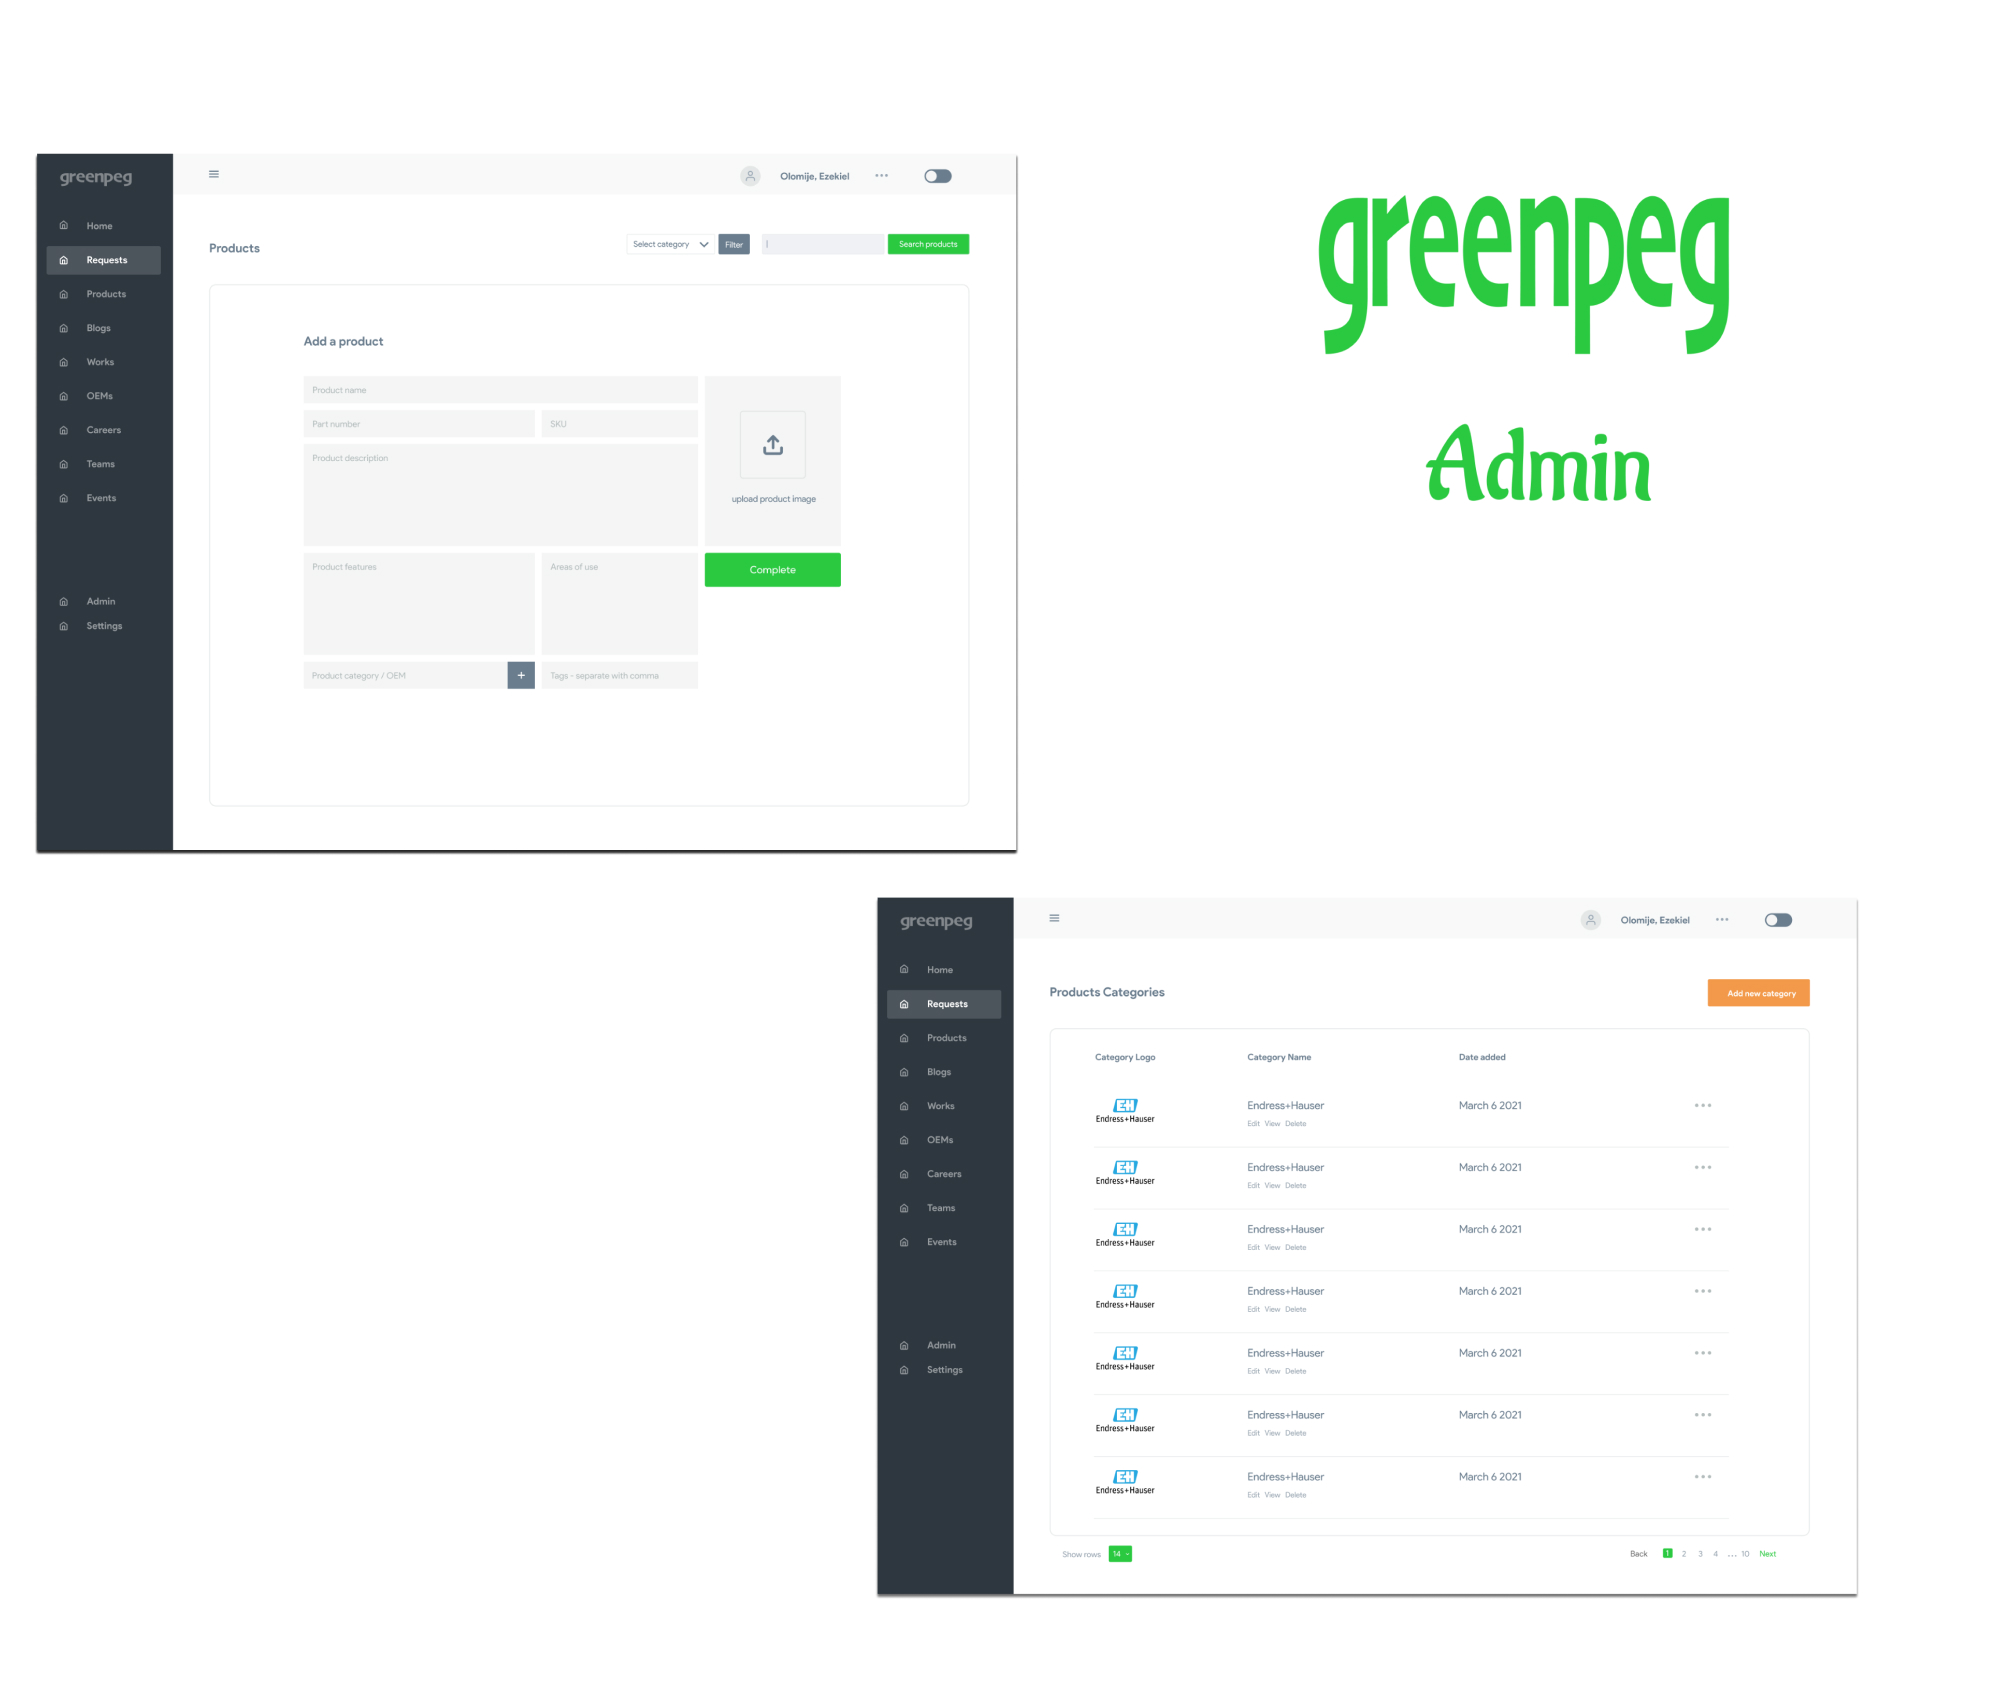 greenpeg
Olomije, Ezekiel
Home
Requests
Products
Blogs
Works
OEMs
Careers
Teams
Events
Admin
Settings
Products
Select category
Filter
Search products
Add a product
Product name
Part number
SKU
Product description
upload product image
Product features
Areas of use
Complete
Product category / OEM
+
Tags - separate with comma
greenpeg
Admin
greenpeg
Olomije, Ezekiel
Home
Requests
Products
Blogs
Works
OEMs
Careers
Teams
Events
Admin
Settings
Products Categories
Add new category
Category Logo Category Name Date added
EH
Endress+Hauser
Endress+Hauser March 6 2021
Edit View Delete
EH
Endress+Hauser
Endress+Hauser March 6 2021
Edit View Delete
EH
Endress+Hauser
Endress+Hauser March 6 2021
Edit View Delete
EH
Endress+Hauser
Endress+Hauser March 6 2021
Edit View Delete
EH
Endress+Hauser
Endress+Hauser March 6 2021
Edit View Delete
EH
Endress+Hauser
Endress+Hauser March 6 2021
Edit View Delete
EH
Endress+Hauser
Endress+Hauser March 6 2021
Edit View Delete
Show rows 14
Back 1 2 3 4 ... 10 Next